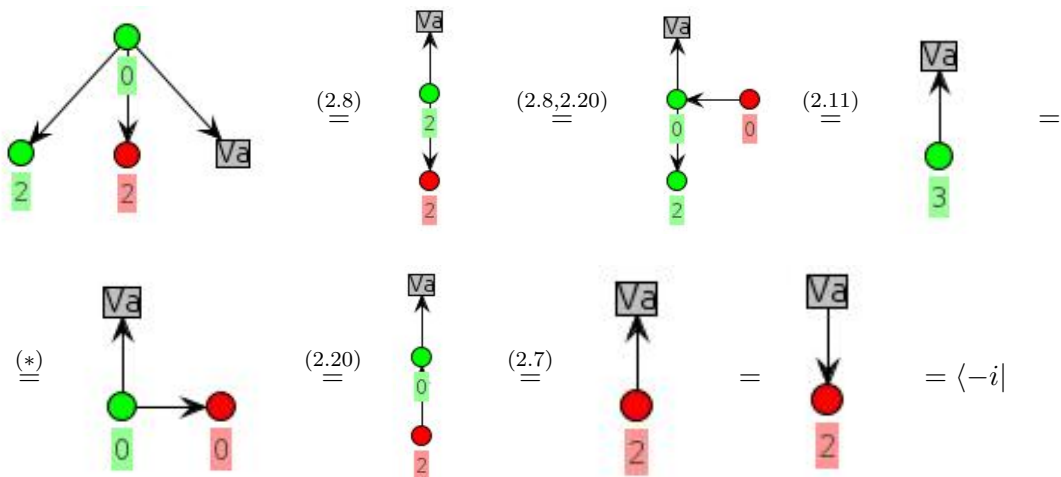 Va Va
0 (2.8) = 2 (2.8,2.20) = 0 0 (2.11) = Va =
2 2 Va 2 2 3
Va Va Va Va
(*) = 0 0 (2.20) = 0 2 (2.7) = 2 = 2 = ⟨−i|